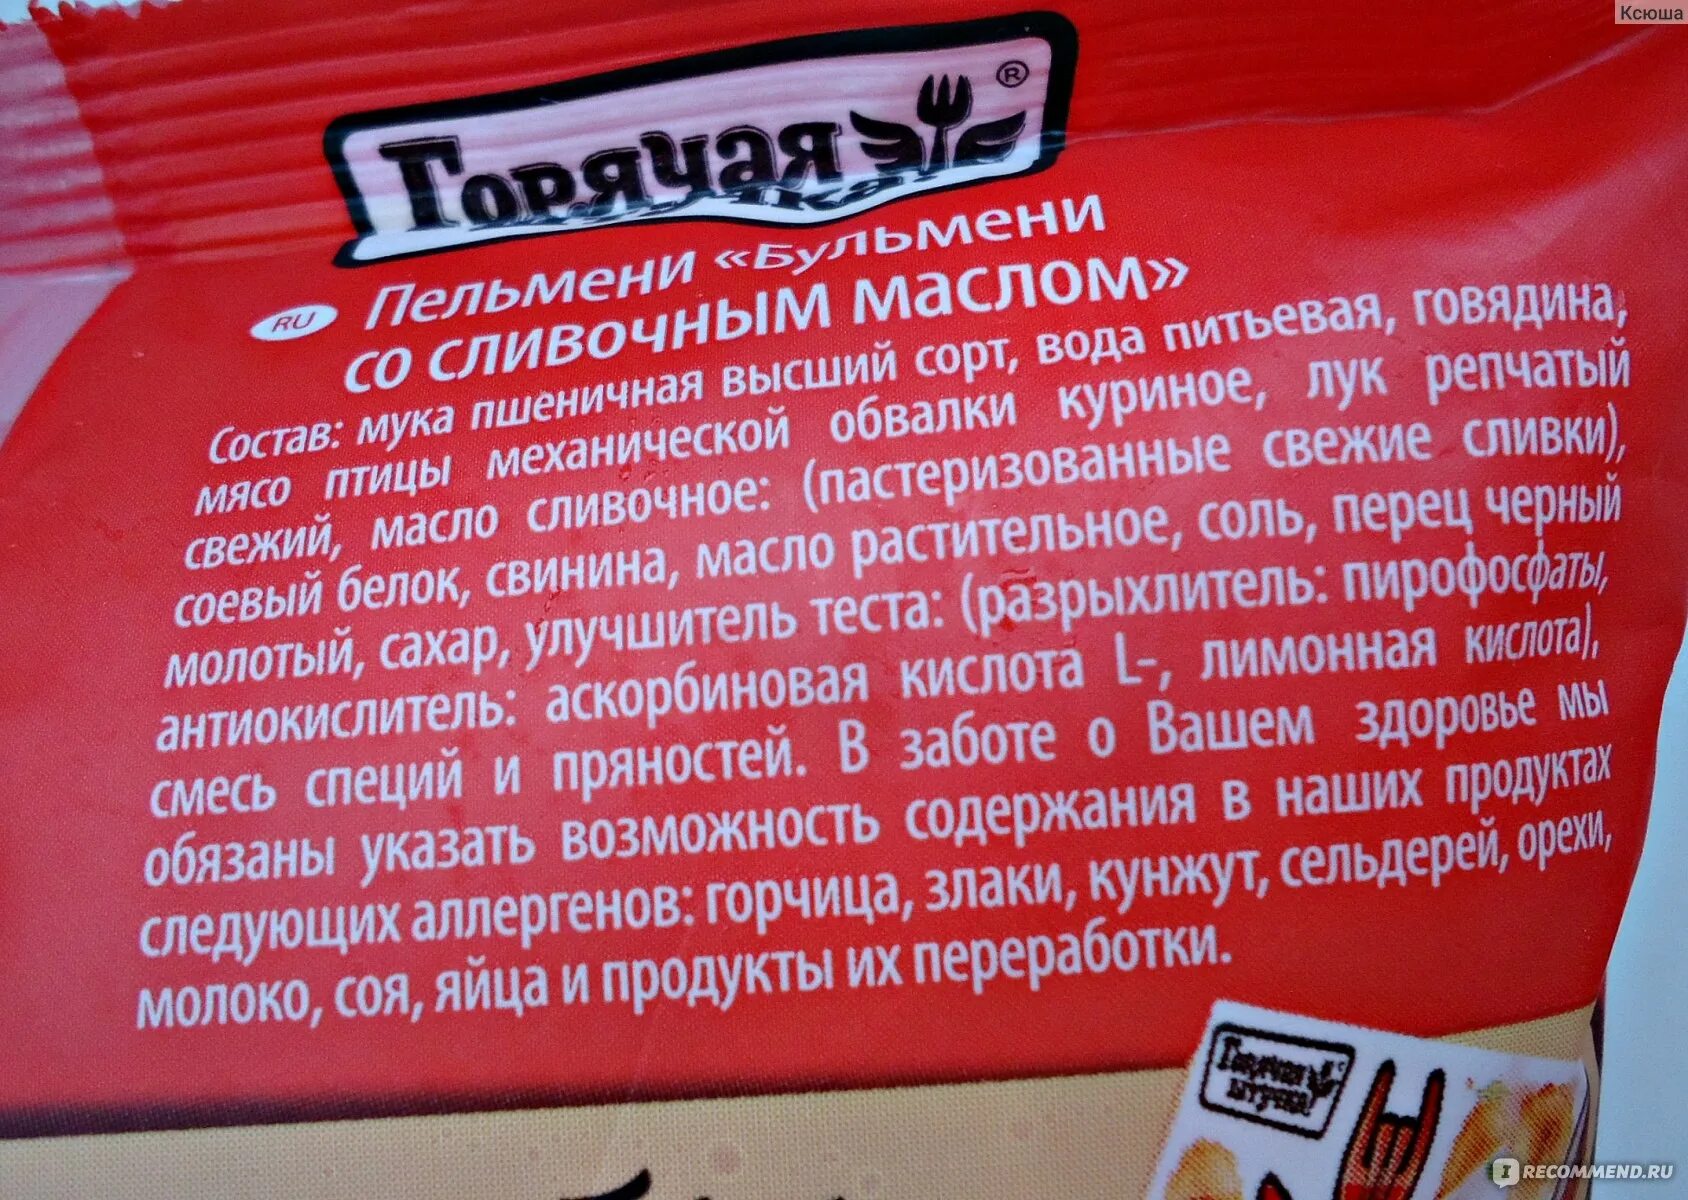 Ксюша
Горячая
®
RU
Пельмени «Бульмени
со сливочным маслом»
Состав: мука пшеничная высший сорт, вода питьевая, говядина,
мясо птицы механической обвалки куриное, лук репчатый
свежий, масло сливочное: (пастеризованные свежие сливки),
соевый белок, свинина, масло растительное, соль, перец черный
молотый, сахар, улучшитель теста: (разрыхлитель: пирофосфаты,
антиокислитель: аскорбиновая кислота L-, лимонная кислота),
смесь специй и пряностей. В заботе о Вашем здоровье мы
обязаны указать возможность содержания в наших продуктах
следующих аллергенов: горчица, злаки, кунжут, сельдерей, орехи,
молоко, соя, яйца и продукты их переработки.
Горячая
штучка
IRECOMMEND.RU